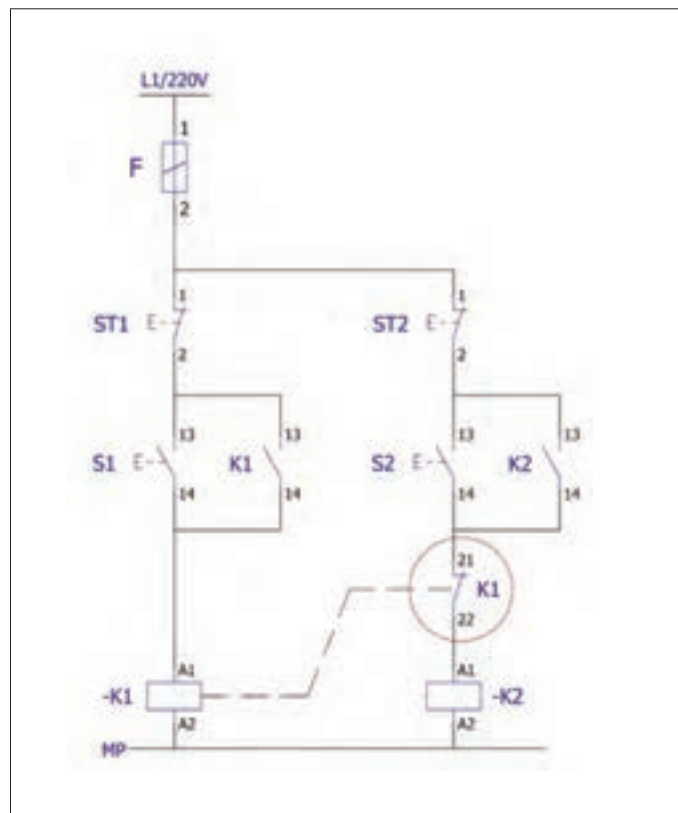 L1/220V
1
F
2
1 1
ST1 E ST2 E
2 2
13 13 13 13
S1 E K1 S2 E K2
14 14 14 14
21
K1
22
A1 A1
-K1 -K2
A2 A2
MP